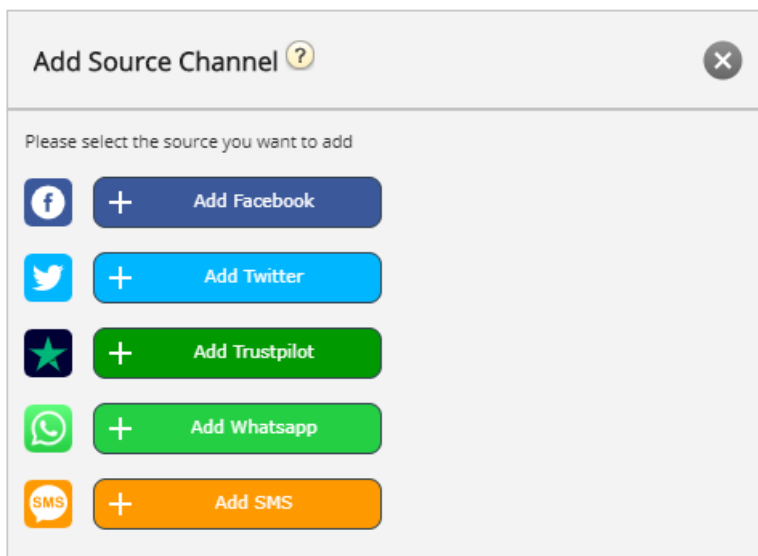 Add Source Channel ?
Please select the source you want to add
f
+ Add Facebook
+ Add Twitter
+ Add Trustpilot
+ Add Whatsapp
SMS
+ Add SMS